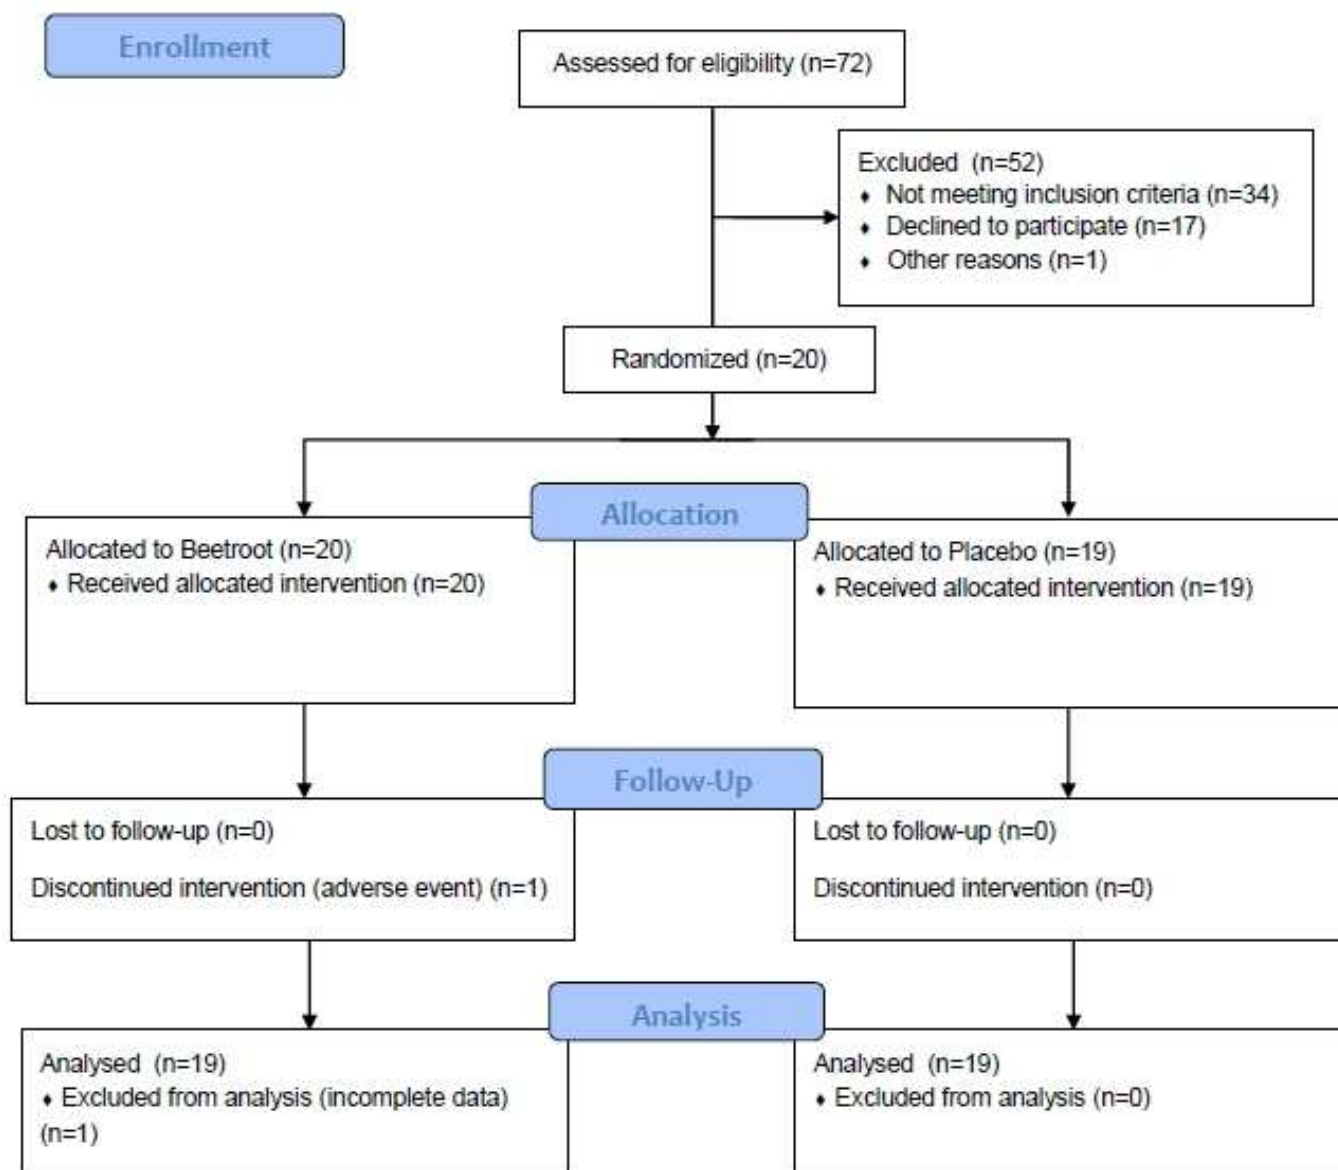 Enrollment
Assessed for eligibility (n=72)
Excluded (n=52)
♦ Not meeting inclusion criteria (n=34)
♦ Declined to participate (n=17)
♦ Other reasons (n=1)
Randomized (n=20)
Allocation
Allocated to Beetroot (n=20)
♦ Received allocated intervention (n=20)
Allocated to Placebo (n=19)
♦ Received allocated intervention (n=19)
Follow-Up
Lost to follow-up (n=0)
Discontinued intervention (adverse event) (n=1)
Lost to follow-up (n=0)
Discontinued intervention (n=0)
Analysis
Analysed (n=19)
♦ Excluded from analysis (incomplete data)
(n=1)
Analysed (n=19)
♦ Excluded from analysis (n=0)